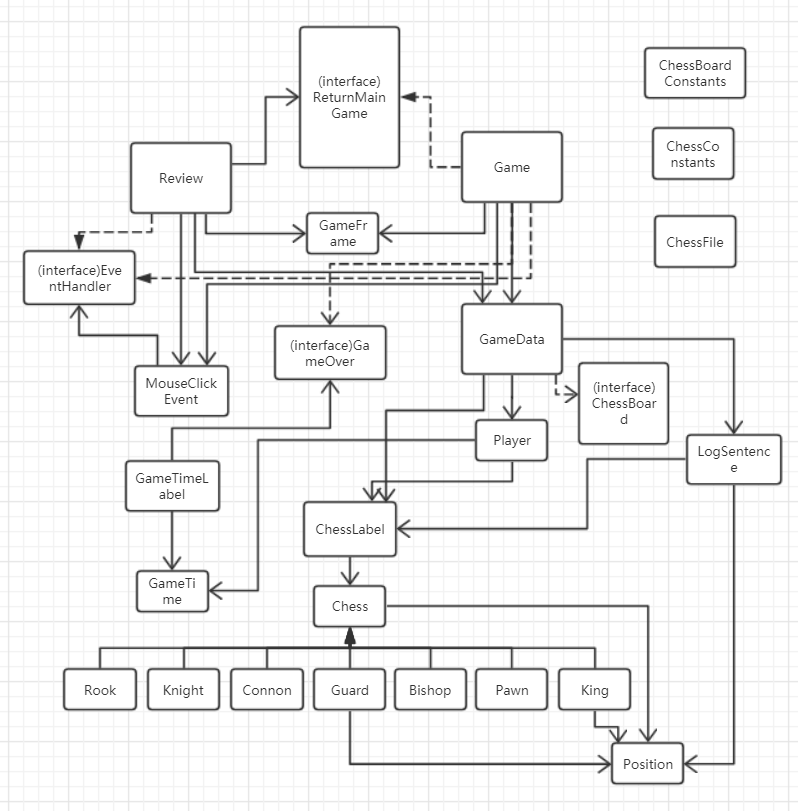 (interface)
ReturnMain
Game
ChessBoard
Constants
ChessCo
nstants
Review
Game
GameFr
ame
ChessFile
(interface)Eve
ntHandler
(interface)Ga
meOver
GameData
MouseClick
Event
(interface)
ChessBoar
d
Player
LogSentenc
e
GameTimeL
abel
ChessLabel
GameTi
me
Chess
Rook
Knight
Connon
Guard
Bishop
Pawn
King
Position